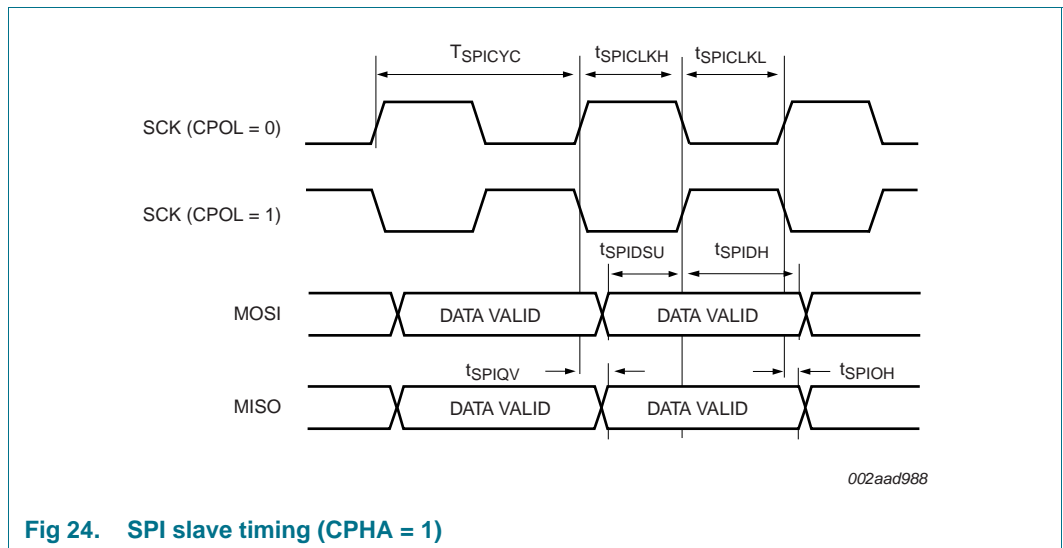 TSPICYC tSPICLKH tSPICLKL
SCK (CPOL = 0)
SCK (CPOL = 1)
tSPIDSU tSPIDH
MOSI DATA VALID DATA VALID
tSPIQV tSPIOH
MISO DATA VALID DATA VALID
002aad988
Fig 24. SPI slave timing (CPHA = 1)